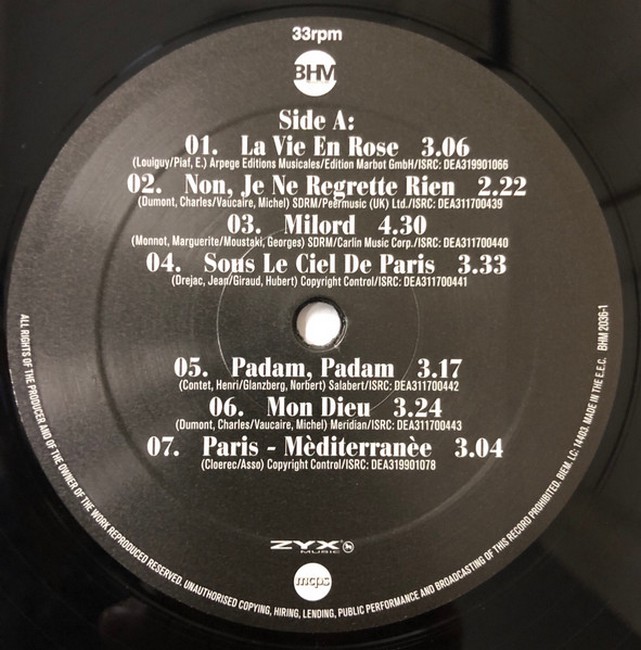 33rpm
BHM
Side A:
01. La Vie En Rose 3.06
(Louiguy/Piaf, E.) Arpege Editions Musicales/Edition Marbot GmbH/ISRC: DEA319901066
02. Non, Je Ne Regrette Rien 2.22
(Dumont, Charles/Vaucaire, Michel) SDRM/Peermusic (UK) Ltd./ISRC: DEA311700439
03. Milord 4.30
(Monnot, Marguerite/Moustaki, Georges) SDRM/Carlin Music Corp./ISRC: DEA311700440
04. Sous Le Ciel De Paris 3.33
(Drejac, Jean/Giraud, Hubert) Copyright Control/ISRC: DEA311700441
05. Padam, Padam 3.17
(Contet, Henri/Glanzberg, Norbert) Salabert/ISRC: DEA311700442
06. Mon Dieu 3.24
(Dumont, Charles/Vaucaire, Michel) Meridian/ISRC: DEA311700443
07. Paris - Mèditerranèe 3.04
(Cloerec/Asso) Copyright Control/ISRC: DEA319901078
ZYX
MUSIC
mcps
ALL RIGHTS OF THE PRODUCER AND OF THE OWNER OF THE WORK REPRODUCED RESERVED. UNAUTHORISED COPYING, HIRING, LENDING, PUBLIC PERFORMANCE AND BROADCASTING OF THIS RECORD PROHIBITED. BIEM. LC: 14403. MADE IN THE E.E.C. BHM 2036-1